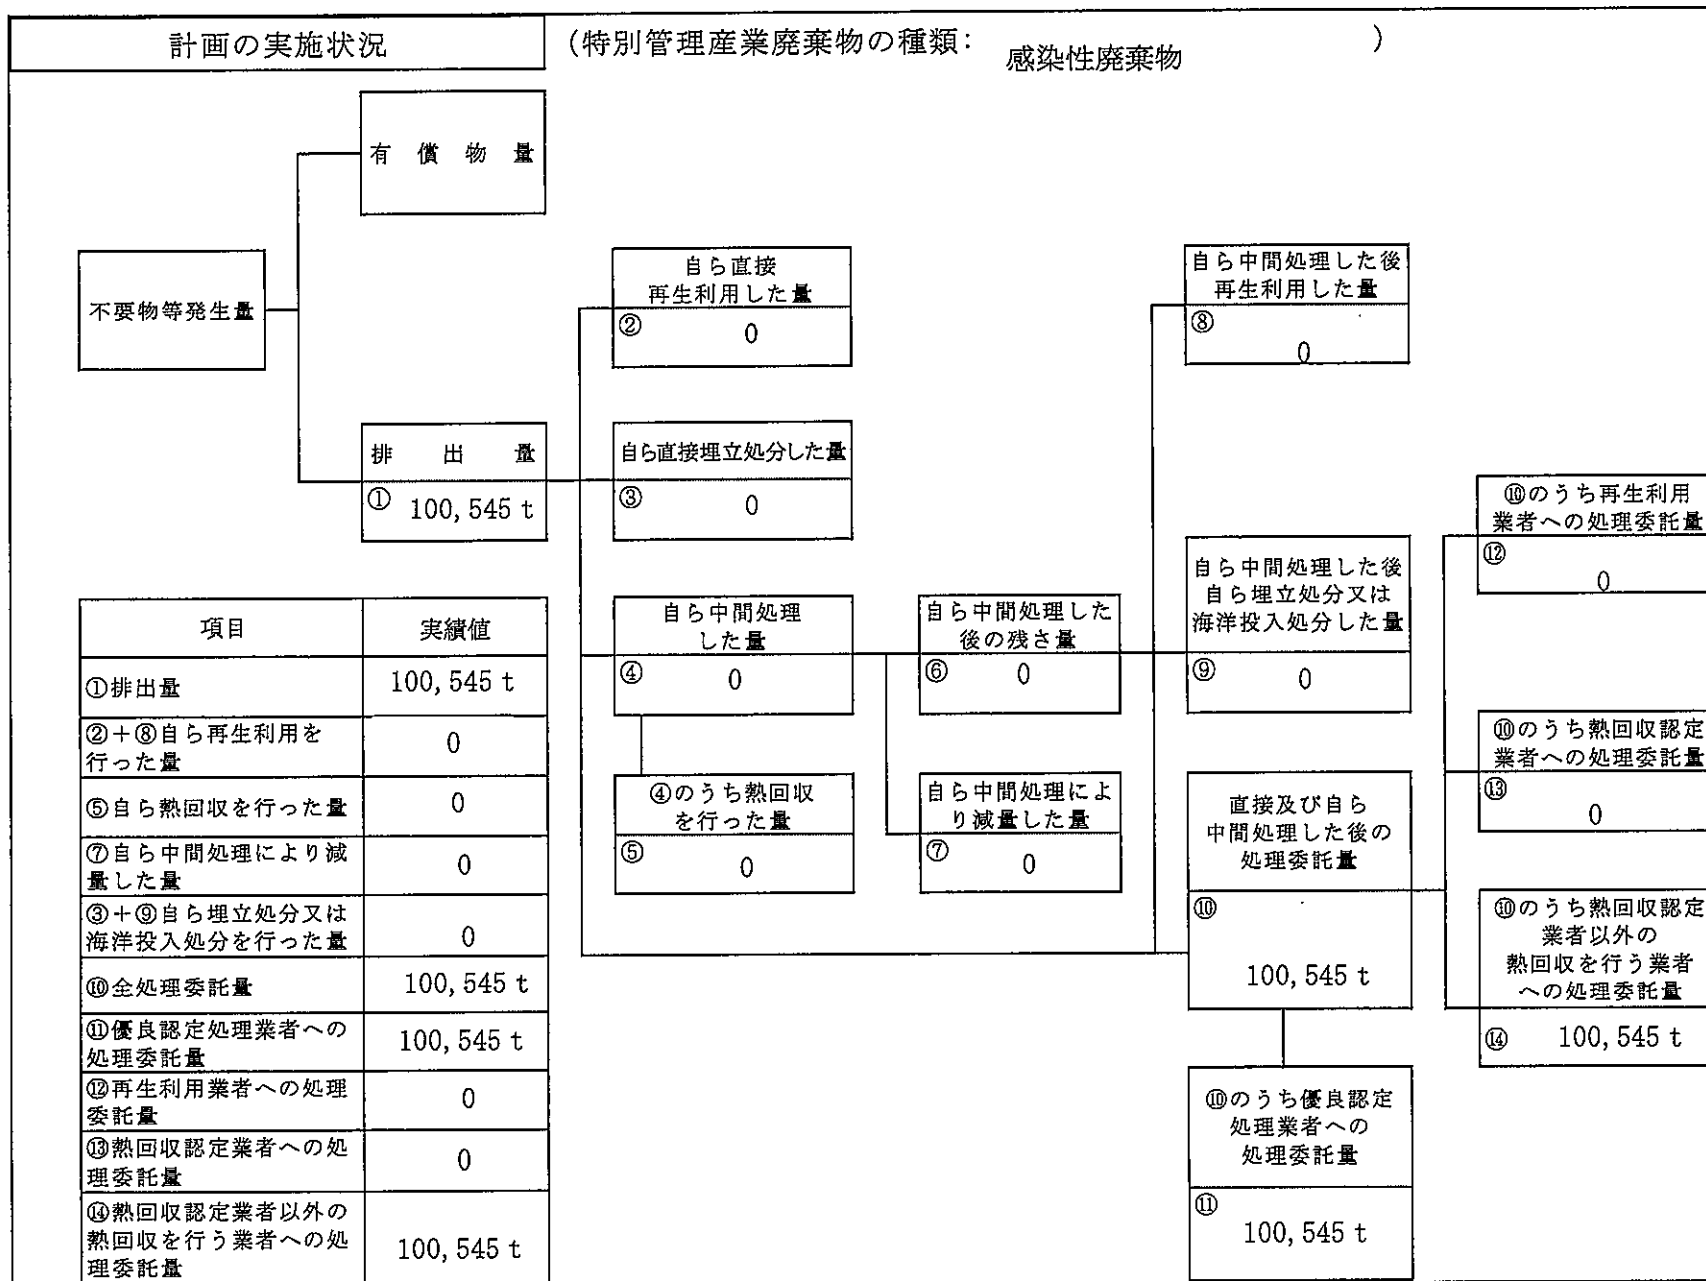 計画の実施状況
(特別管理産業廃棄物の種類: 感染性廃棄物 )
有償物量
不要物等発生量
排出量
① 100,545 t
自ら直接
再生利用した量
② 0
自ら直接埋立処分した量
③ 0
自ら中間処理
した量
④ 0
④のうち熱回収
を行った量
⑤ 0
自ら中間処理した
後の残さ量
⑥ 0
自ら中間処理によ
り減量した量
⑦ 0
自ら中間処理した後
再生利用した量
⑧
0
自ら中間処理した後
自ら埋立処分又は
海洋投入処分した量
⑨ 0
直接及び自ら
中間処理した後の
処理委託量
⑩
100,545 t
⑩のうち優良認定
処理業者への
処理委託量
⑪
100,545 t
⑩のうち再生利用
業者への処理委託量
⑫
0
⑩のうち熱回収認定
業者への処理委託量
⑬
0
⑩のうち熱回収認定
業者以外の
熱回収を行う業者
への処理委託量
⑭ 100,545 t
項目 実績値
①排出量 100,545 t
②+⑧自ら再生利用を
行った量 0
⑤自ら熱回収を行った量 0
⑦自ら中間処理により減
量した量 0
③+⑨自ら埋立処分又は
海洋投入処分を行った量 0
⑩全処理委託量 100,545 t
⑪優良認定処理業者への
処理委託量 100,545 t
⑫再生利用業者への処理
委託量 0
⑬熱回収認定業者への処
理委託量 0
⑭熱回収認定業者以外の
熱回収を行う業者への処
理委託量 100,545 t